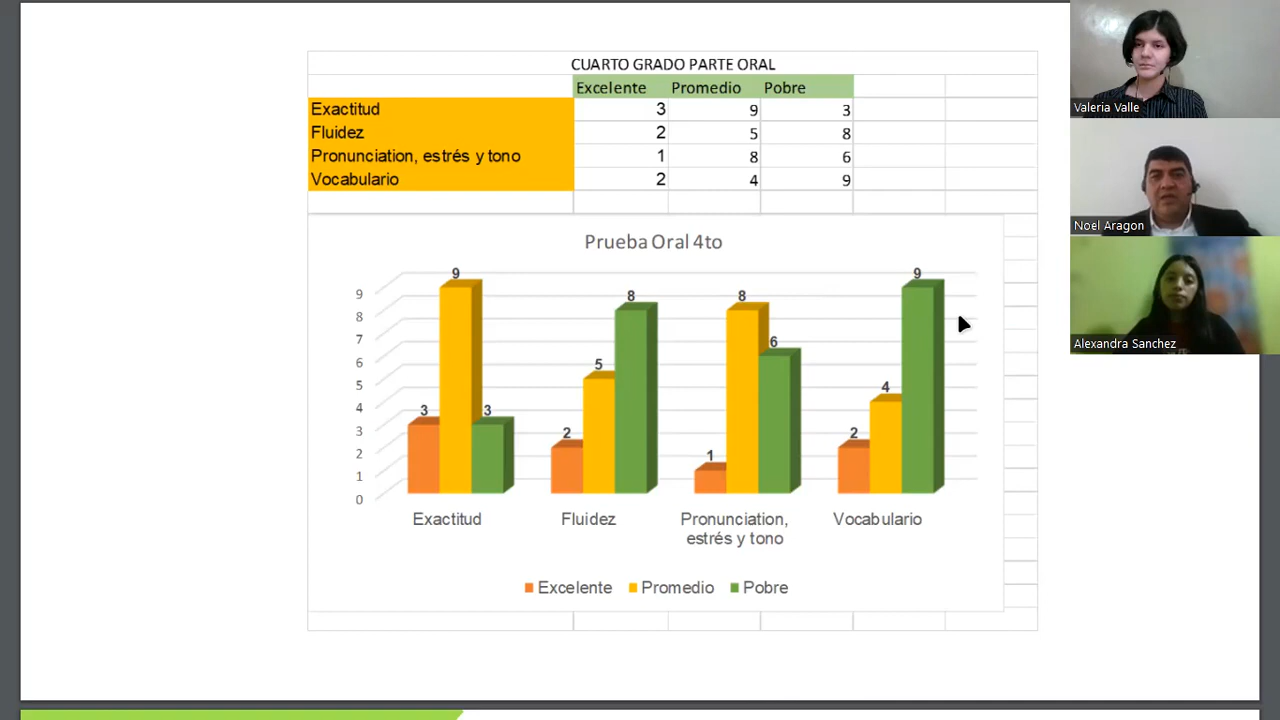 CUARTO GRADO PARTE ORAL
Excelente Promedio Pobre
Exactitud 3 9 3
Fluidez 2 5 8
Pronunciation, estrés y tono 1 8 6
Vocabulario 2 4 9
Prueba Oral 4to
9
8
7
6
5
4
3
2
1
0
3 9 3
2 5 8
1 8 6
2 4 9
Exactitud
Fluidez
Pronunciation,
estrés y tono
Vocabulario
Excelente Promedio Pobre
Valeria Valle
Noel Aragon
Alexandra Sanchez